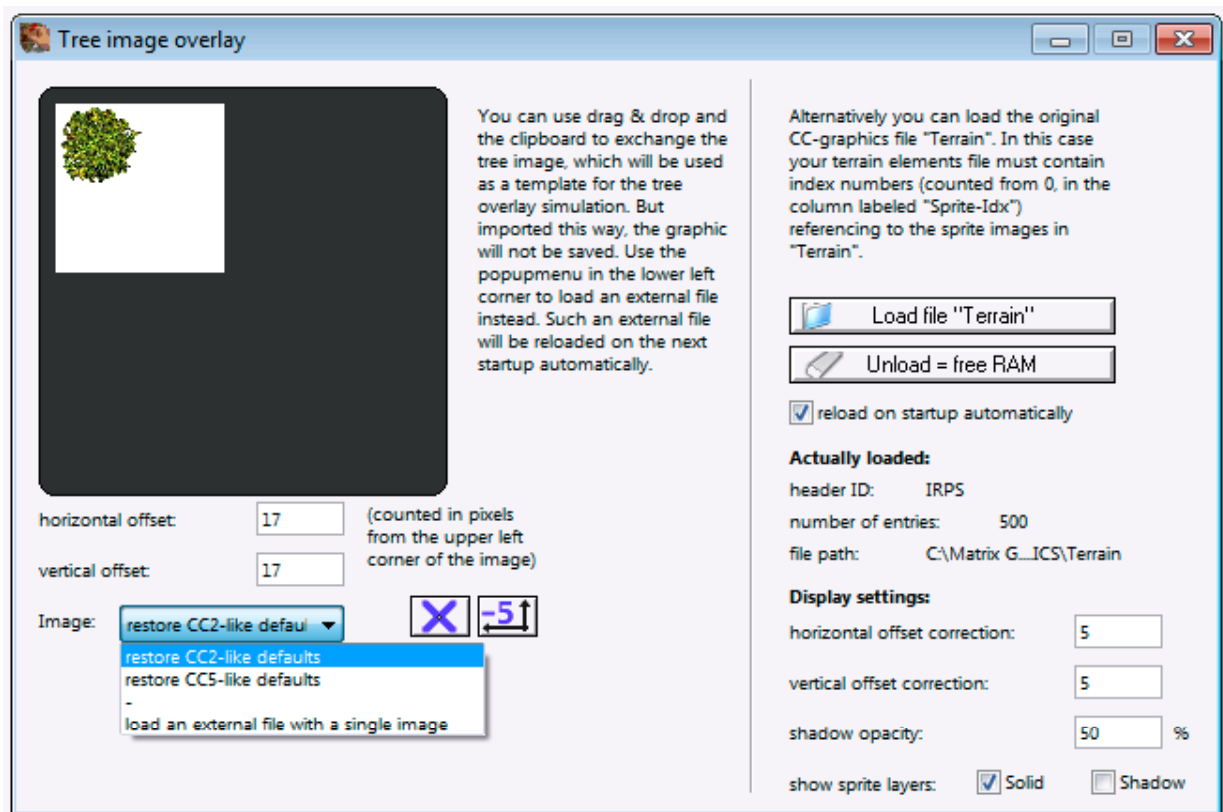 Tree image overlay
You can use drag & drop and
the clipboard to exchange the
tree image, which will be used
as a template for the tree
overlay simulation. But
imported this way, the graphic
will not be saved. Use the
popupmenu in the lower left
corner to load an external file
instead. Such an external file
will be reloaded on the next
startup automatically.
horizontal offset: 17
(counted in pixels
from the upper left
corner of the image)
vertical offset: 17
Image: restore CC2-like defaul
-5
restore CC2-like defaults
restore CC5-like defaults
-
load an external file with a single image
Alternatively you can load the original
CC-graphics file "Terrain". In this case
your terrain elements file must contain
index numbers (counted from 0, in the
column labeled "Sprite-Idx")
referencing to the sprite images in
"Terrain".
Load file "Terrain"
Unload = free RAM
reload on startup automatically
Actually loaded:
header ID: IRPS
number of entries: 500
file path: C:\Matrix G...ICS\Terrain
Display settings:
horizontal offset correction: 5
vertical offset correction: 5
shadow opacity: 50 %
show sprite layers: Solid Shadow